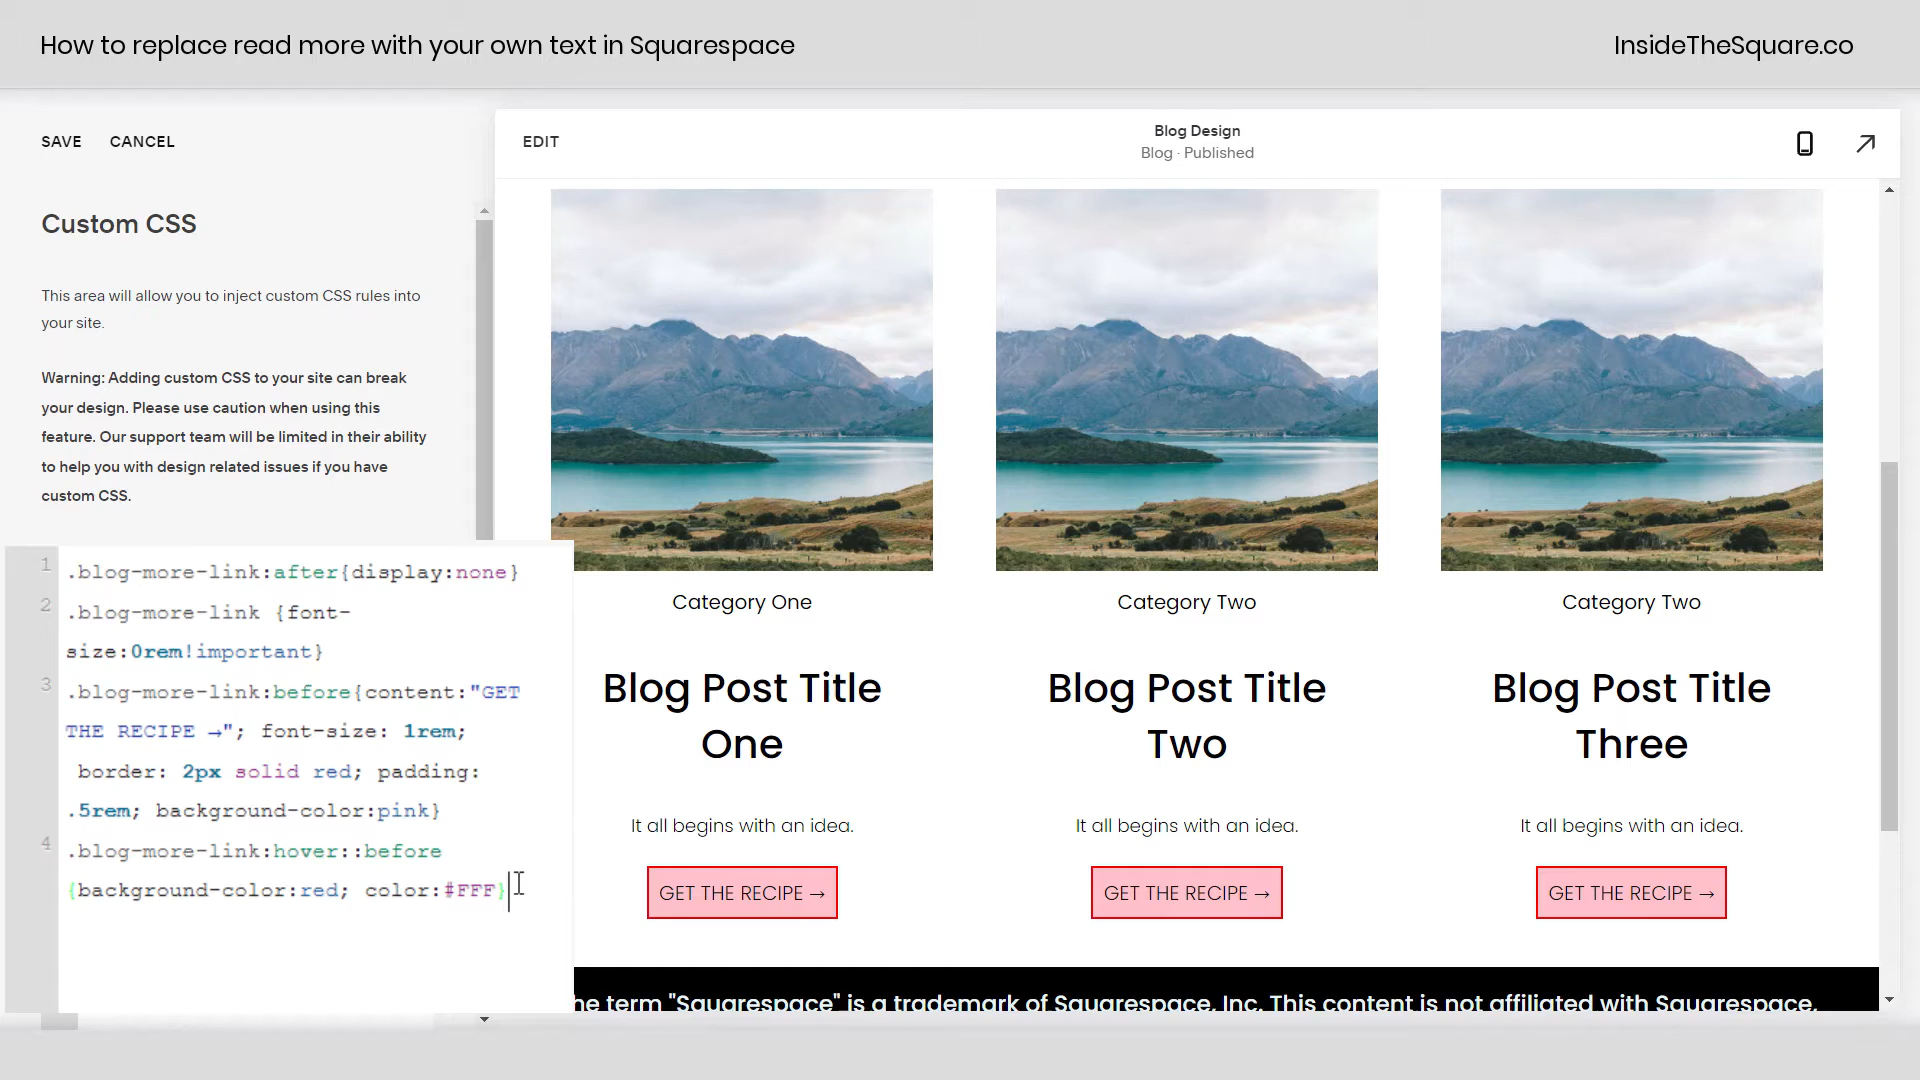 How to replace read more with your own text in Squarespace
InsideTheSquare.co
SAVE CANCEL
EDIT
Blog Design
Blog · Published
Custom CSS
This area will allow you to inject custom CSS rules into
your site.
Warning: Adding custom CSS to your site can break
your design. Please use caution when using this
feature. Our support team will be limited in their ability
to help you with design related issues if you have
custom CSS.
1 .blog-more-link:after{display:none}
2 .blog-more-link {font-
size:0rem!important}
3 .blog-more-link:before{content:"GET
THE RECIPE →"; font-size: 1rem;
border: 2px solid red; padding:
.5rem; background-color:pink}
4 .blog-more-link:hover::before
{background-color:red; color:#FFF}
Category One
Blog Post Title
One
It all begins with an idea.
GET THE RECIPE →
Category Two
Blog Post Title
Two
It all begins with an idea.
GET THE RECIPE →
Category Two
Blog Post Title
Three
It all begins with an idea.
GET THE RECIPE →
he term "Squarespace" is a trademark of Squarespace, Inc. This content is not affiliated with Squarespace,